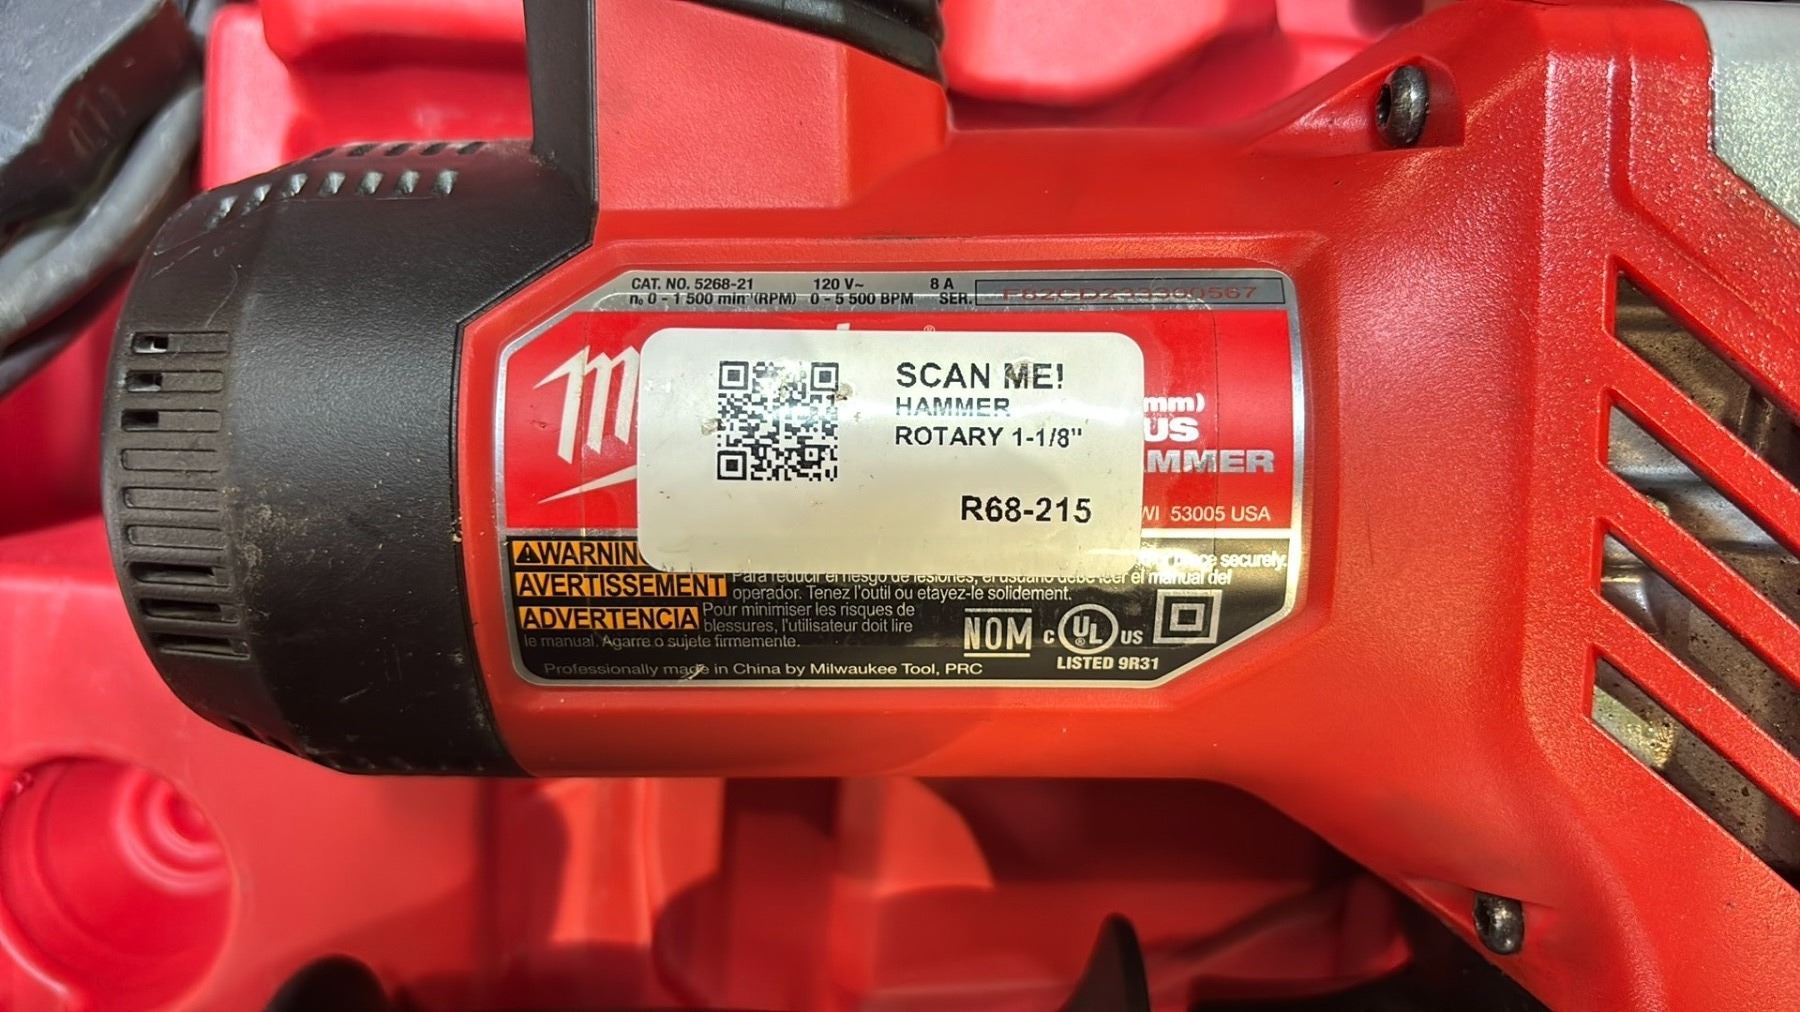 CAT. NO. 5268-21 120 V~ 8 A
n₀ 0 - 1 500 min⁻¹(RPM) 0 - 5 500 BPM SER.
®
SCAN ME!
HAMMER
ROTARY 1-1/8"
R68-215
mm)
US
AMMER
WI 53005 USA
WARNING securely.
AVERTISSEMENT Para reducir el riesgo de lesiones, el usuario debe leer el manual del
operador. Tenez l'outil ou etayez-le solidement.
ADVERTENCIA Pour minimiser les risques de
blessures, l'utilisateur doit lire
le manual. Agarre o sujete firmemente.
NOM C UL ® US
LISTED 9R31
Professionally made in China by Milwaukee Tool, PRC